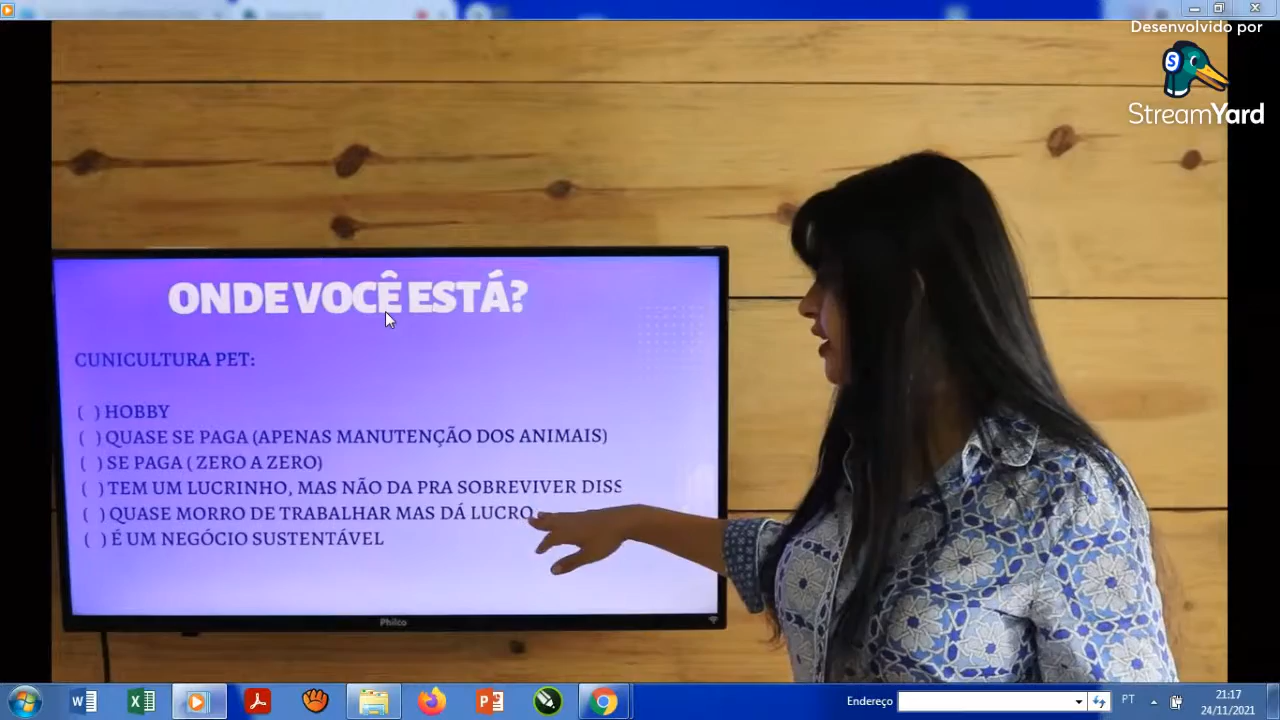 Desenvolvido por
StreamYard
ONDE VOCÊ ESTÁ?
CUNICULTURA PET:
( ) HOBBY
( ) QUASE SE PAGA (APENAS MANUTENÇÃO DOS ANIMAIS)
( ) SE PAGA ( ZERO A ZERO)
( ) TEM UM LUCRINHO, MAS NÃO DA PRA SOBREVIVER DISS
( ) QUASE MORRO DE TRABALHAR MAS DÁ LUCRO
( ) É UM NEGÓCIO SUSTENTÁVEL
Philco
Endereço
PT
21:17
24/11/2021